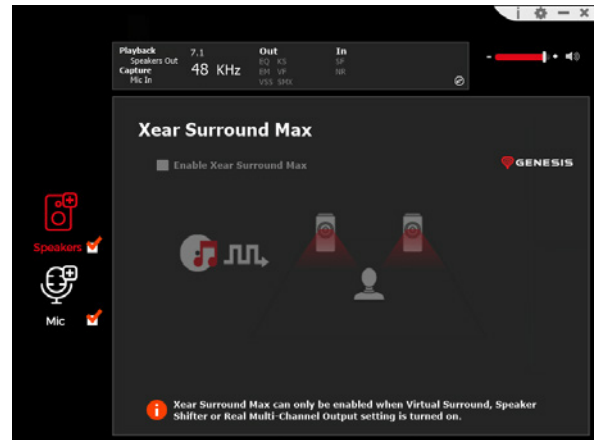 i
Playback 7.1 Out In
Speakers Out EQ KS SF
Capture 48 KHz EM VF NR
Mic In VSS SMX
Xear Surround Max
Enable Xear Surround Max
GENESIS
Speakers
Mic
Xear Surround Max can only be enabled when Virtual Surround, Speaker
Shifter or Real Multi-Channel Output setting is turned on.